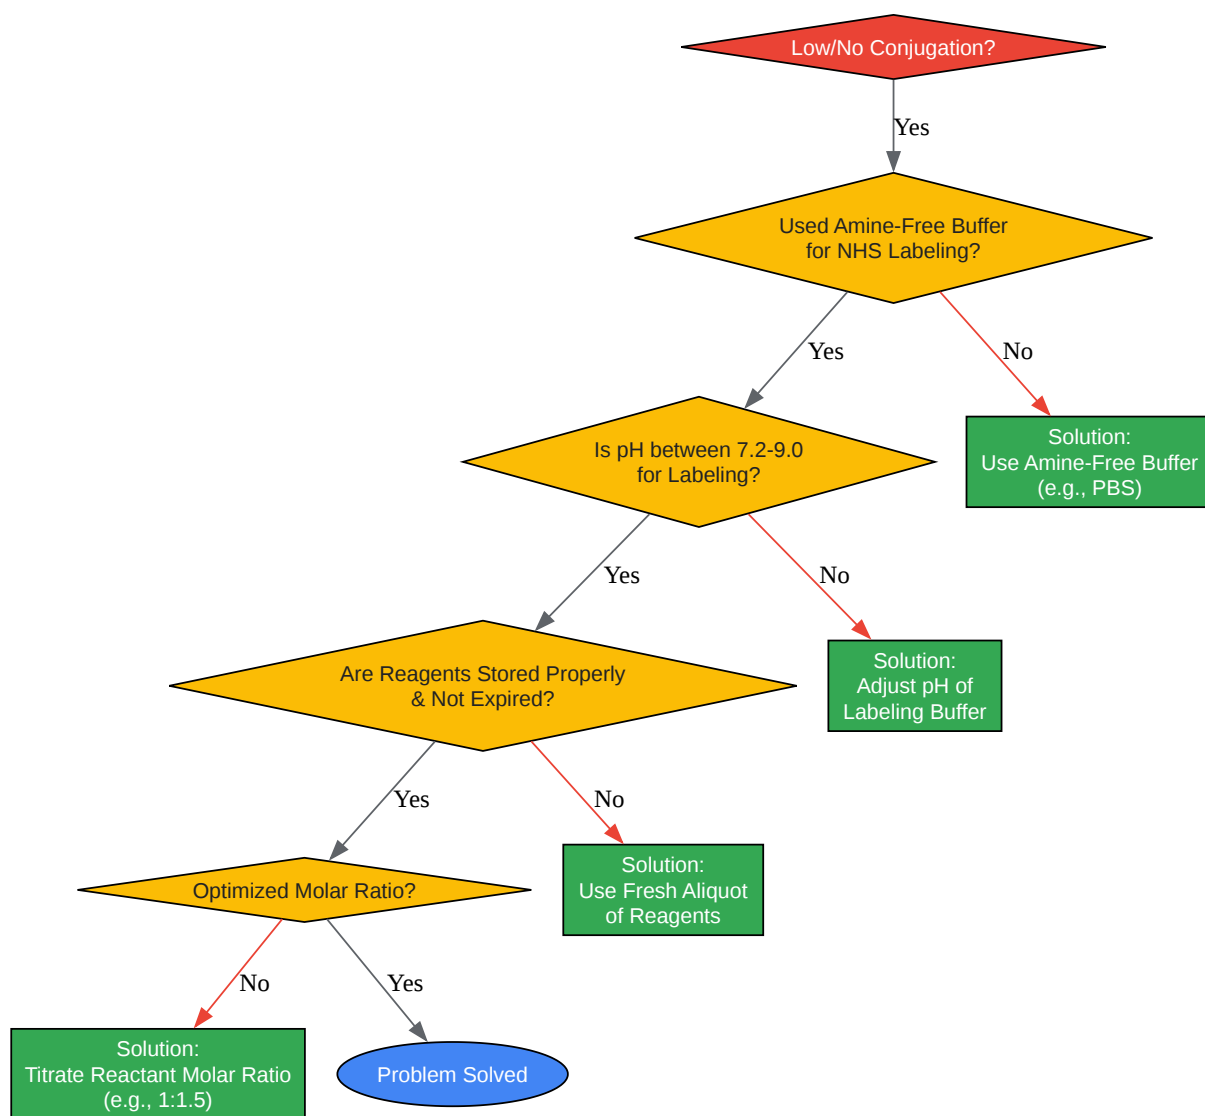 Low/No Conjugation?
Yes
Used Amine-Free Buffer
for NHS Labeling?
Yes
No
Is pH between 7.2-9.0
for Labeling?
Solution:
Use Amine-Free Buffer
(e.g., PBS)
Yes
No
Are Reagents Stored Properly
& Not Expired?
Solution:
Adjust pH of
Labeling Buffer
Yes
No
Optimized Molar Ratio?
Solution:
Use Fresh Aliquot
of Reagents
No
Yes
Solution:
Titrate Reactant Molar Ratio
(e.g., 1:1.5)
Problem Solved